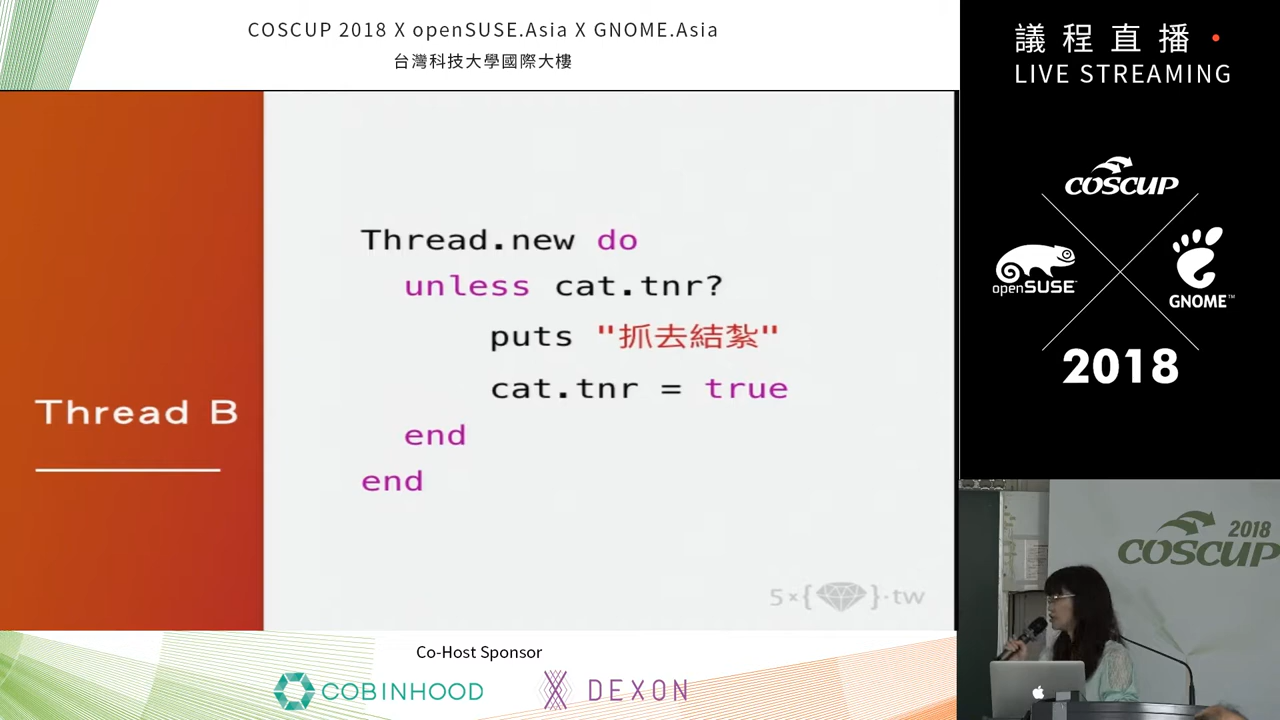 COSCUP 2018 X openSUSE.Asia X GNOME.Asia
台灣科技大學國際大樓
議程直播
LIVE STREAMING
COSCUP
openSUSE
GNOME
2018
Thread B
Thread.new do
unless cat.tnr?
puts "抓去結紮"
cat.tnr = true
end
end
5×{}.tw
2018
COSCUP
Co-Host Sponsor
COBINHOOD
DEXON